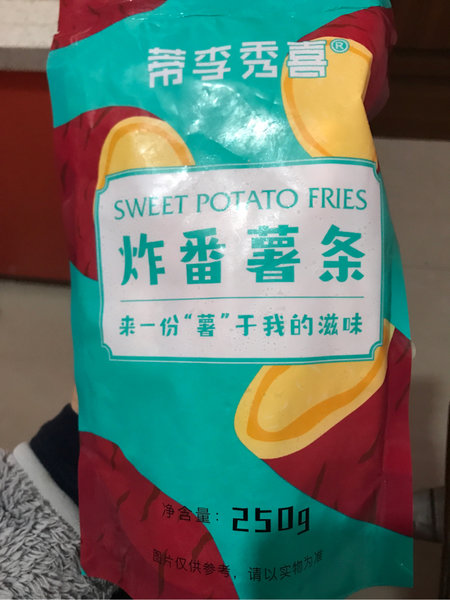 蒂李秀喜®
SWEET POTATO FRIES
炸番薯条
来一份“薯”于我的滋味
净含量：250g
图片仅供参考，请以实物为准